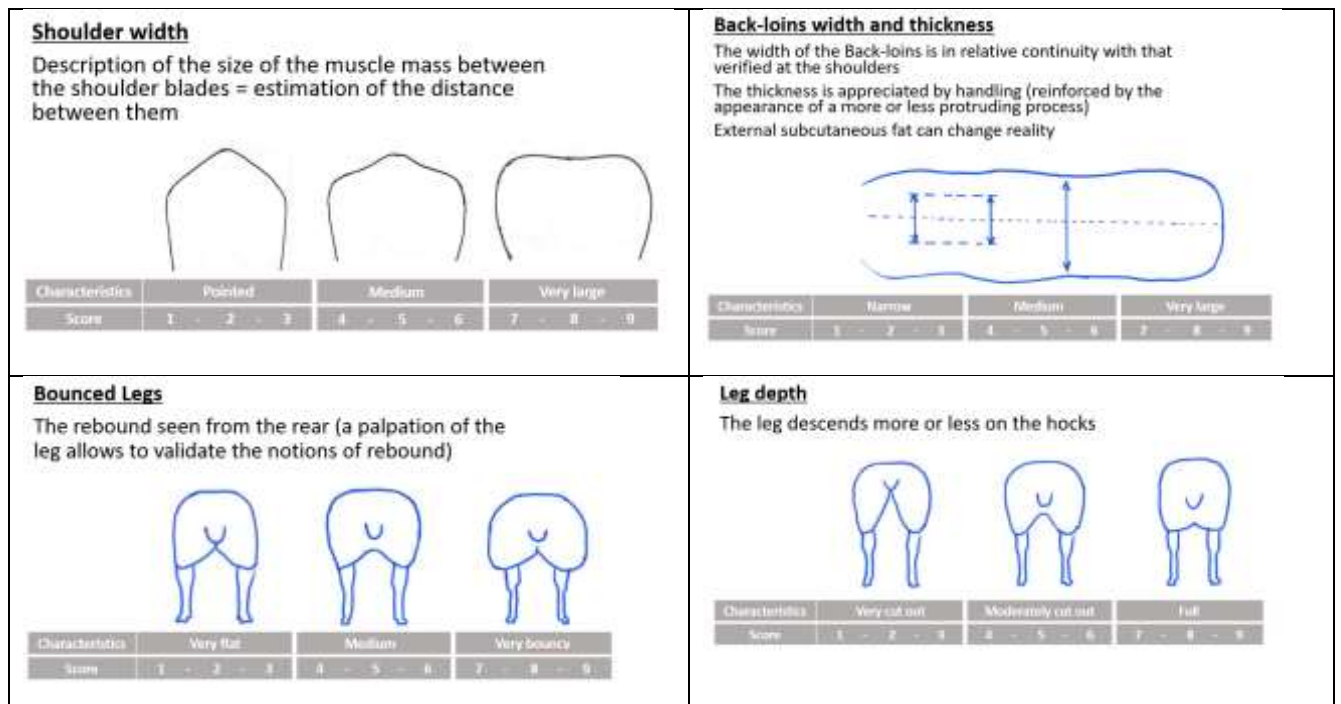 Shoulder width
Description of the size of the muscle mass between
the shoulder blades = estimation of the distance
between them
Characteristics Pointed Medium Very large
Score 1 - 2 - 3 4 - 5 - 6 7 - 8 - 9
Back-loins width and thickness
The width of the Back-loins is in relative continuity with that
verified at the shoulders
The thickness is appreciated by handling (reinforced by the
appearance of a more or less protruding process)
External subcutaneous fat can change reality
Characteristics Narrow Medium Very large
Score 1 - 2 - 3 4 - 5 - 6 7 - 8 - 9
Bounced Legs
The rebound seen from the rear (a palpation of the
leg allows to validate the notions of rebound)
Characteristics Very flat Medium Very bouncy
Score 1 - 2 - 3 4 - 5 - 6 7 - 8 - 9
Leg depth
The leg descends more or less on the hocks
Characteristics Very cut out Moderately cut out Full
Score 1 - 2 - 3 4 - 5 - 6 7 - 8 - 9